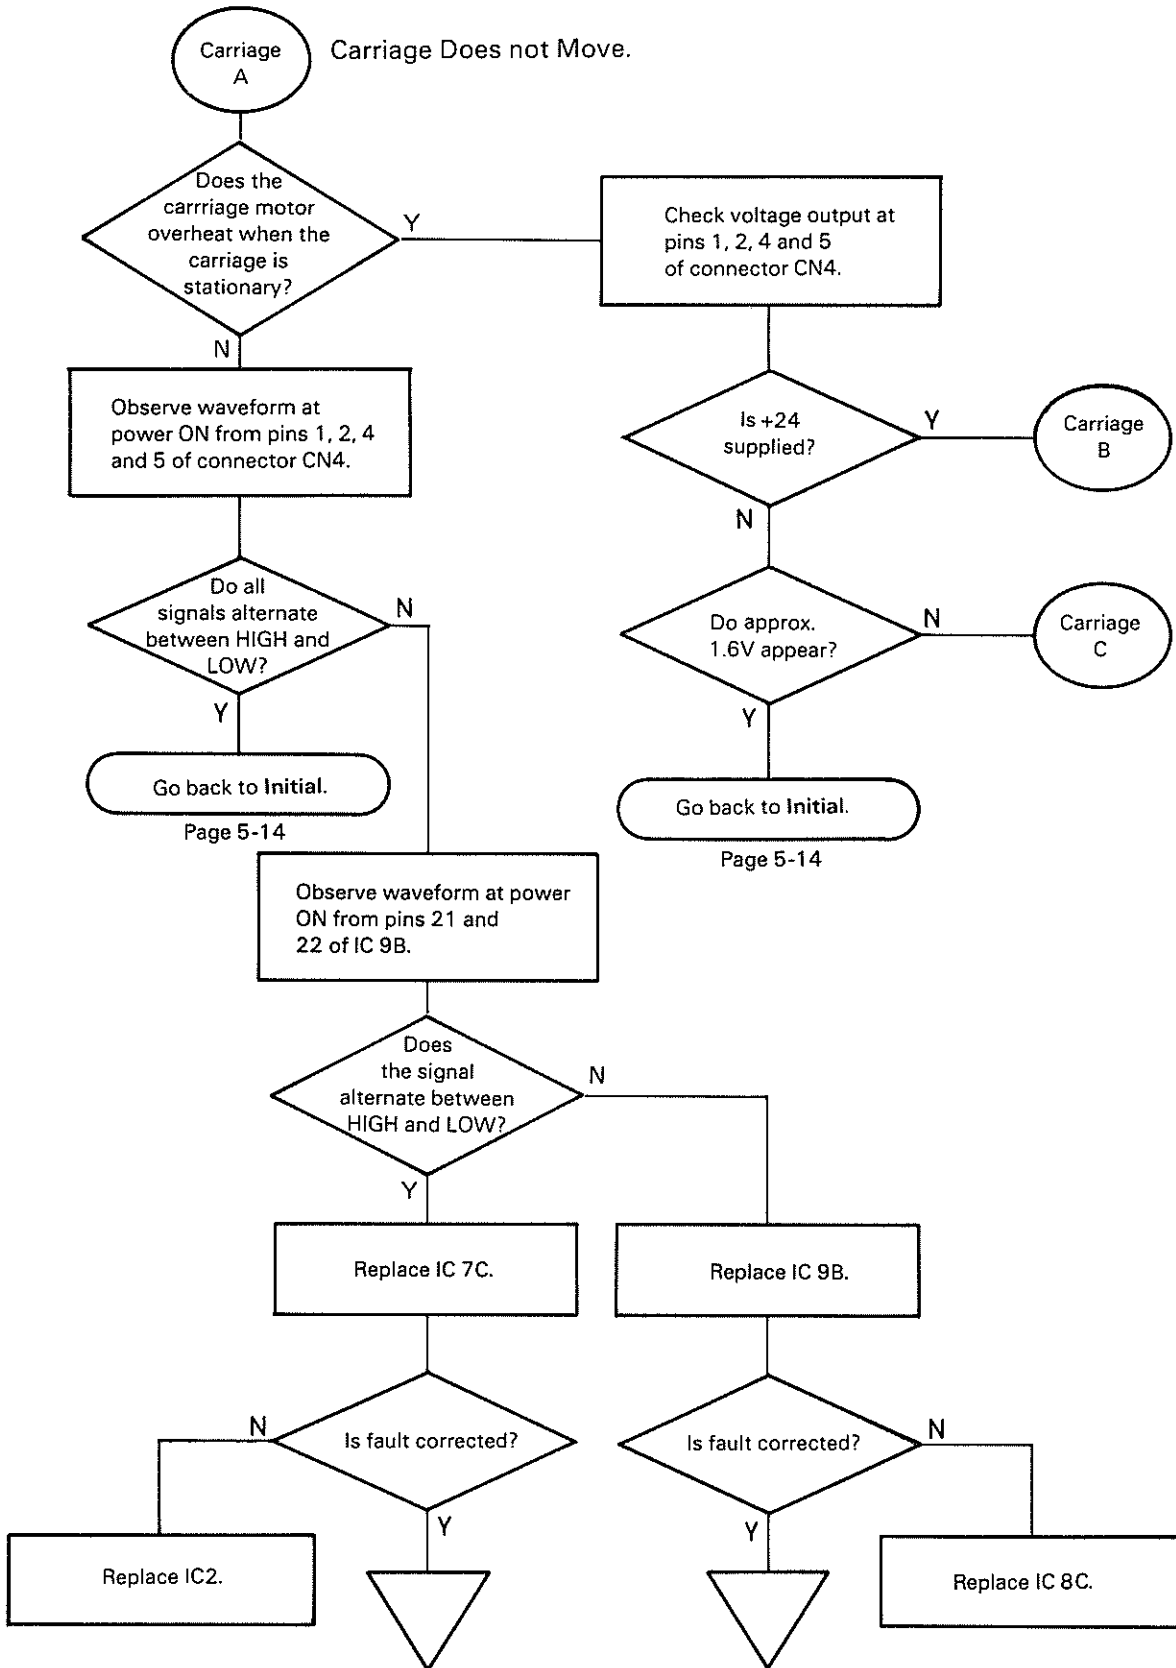 Carriage
A
Carriage Does not Move.
Does the
carrriage motor
overheat when the
carriage is
stationary?
Y
N
Check voltage output at
pins 1, 2, 4 and 5
of connector CN4.
Observe waveform at
power ON from pins 1, 2, 4
and 5 of connector CN4.
Is +24
supplied?
Y
Carriage
B
N
Do all
signals alternate
between HIGH and
LOW?
N
Y
Do approx.
1.6V appear?
N
Carriage
C
Y
Go back to Initial.
Page 5-14
Go back to Initial.
Page 5-14
Observe waveform at power
ON from pins 21 and
22 of IC 9B.
Does
the signal
alternate between
HIGH and LOW?
N
Y
Replace IC 7C.
Replace IC 9B.
Is fault corrected?
N
Y
Is fault corrected?
N
Y
Replace IC2.
Replace IC 8C.